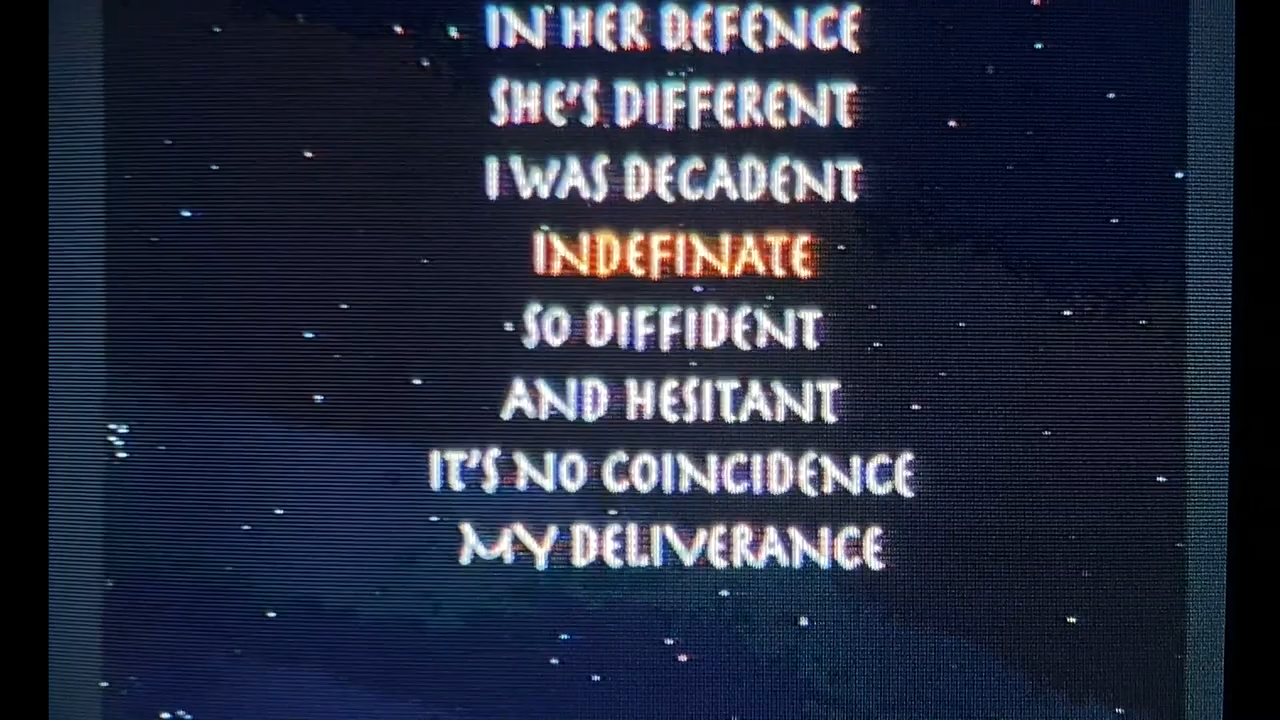 IN HER DEFENCE
SHE'S DIFFERENT
I WAS DECADENT
INDEFINATE
SO DIFFIDENT
AND HESITANT
IT'S NO COINCIDENCE
MY DELIVERANCE